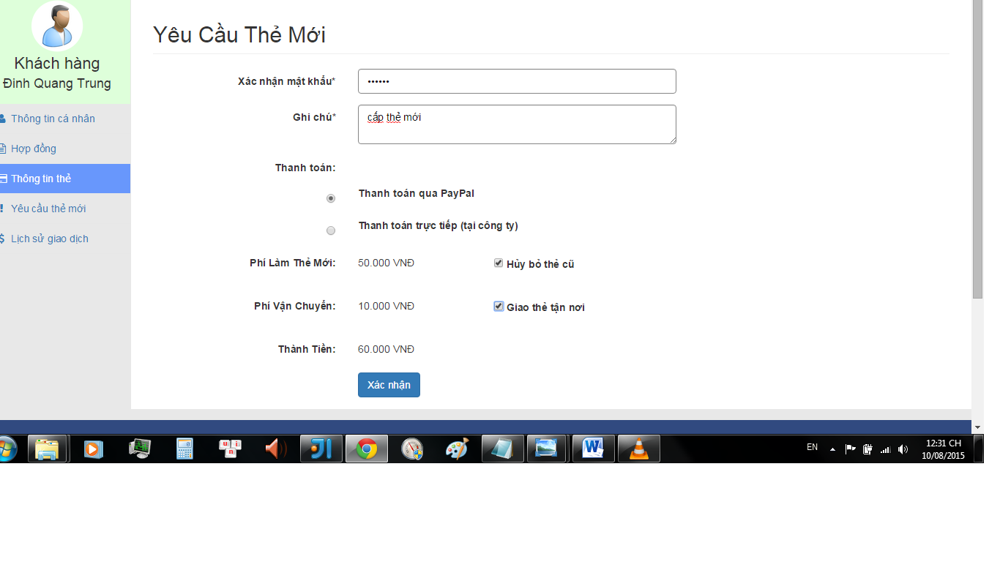 Yêu Cầu Thẻ Mới
Khách hàng
Đinh Quang Trung
Thông tin cá nhân
Hợp đồng
Thông tin thẻ
Yêu cầu thẻ mới
Lịch sử giao dịch
Xác nhận mật khẩu* ••••••
Ghi chú* cấp thẻ mới
Thanh toán:
Thanh toán qua PayPal
Thanh toán trực tiếp (tại công ty)
Phí Làm Thẻ Mới: 50.000 VNĐ Hủy bỏ thẻ cũ
Phí Vận Chuyển: 10.000 VNĐ Giao thẻ tận nơi
Thành Tiền: 60.000 VNĐ
Xác nhận
EN 12:31 CH
10/08/2015